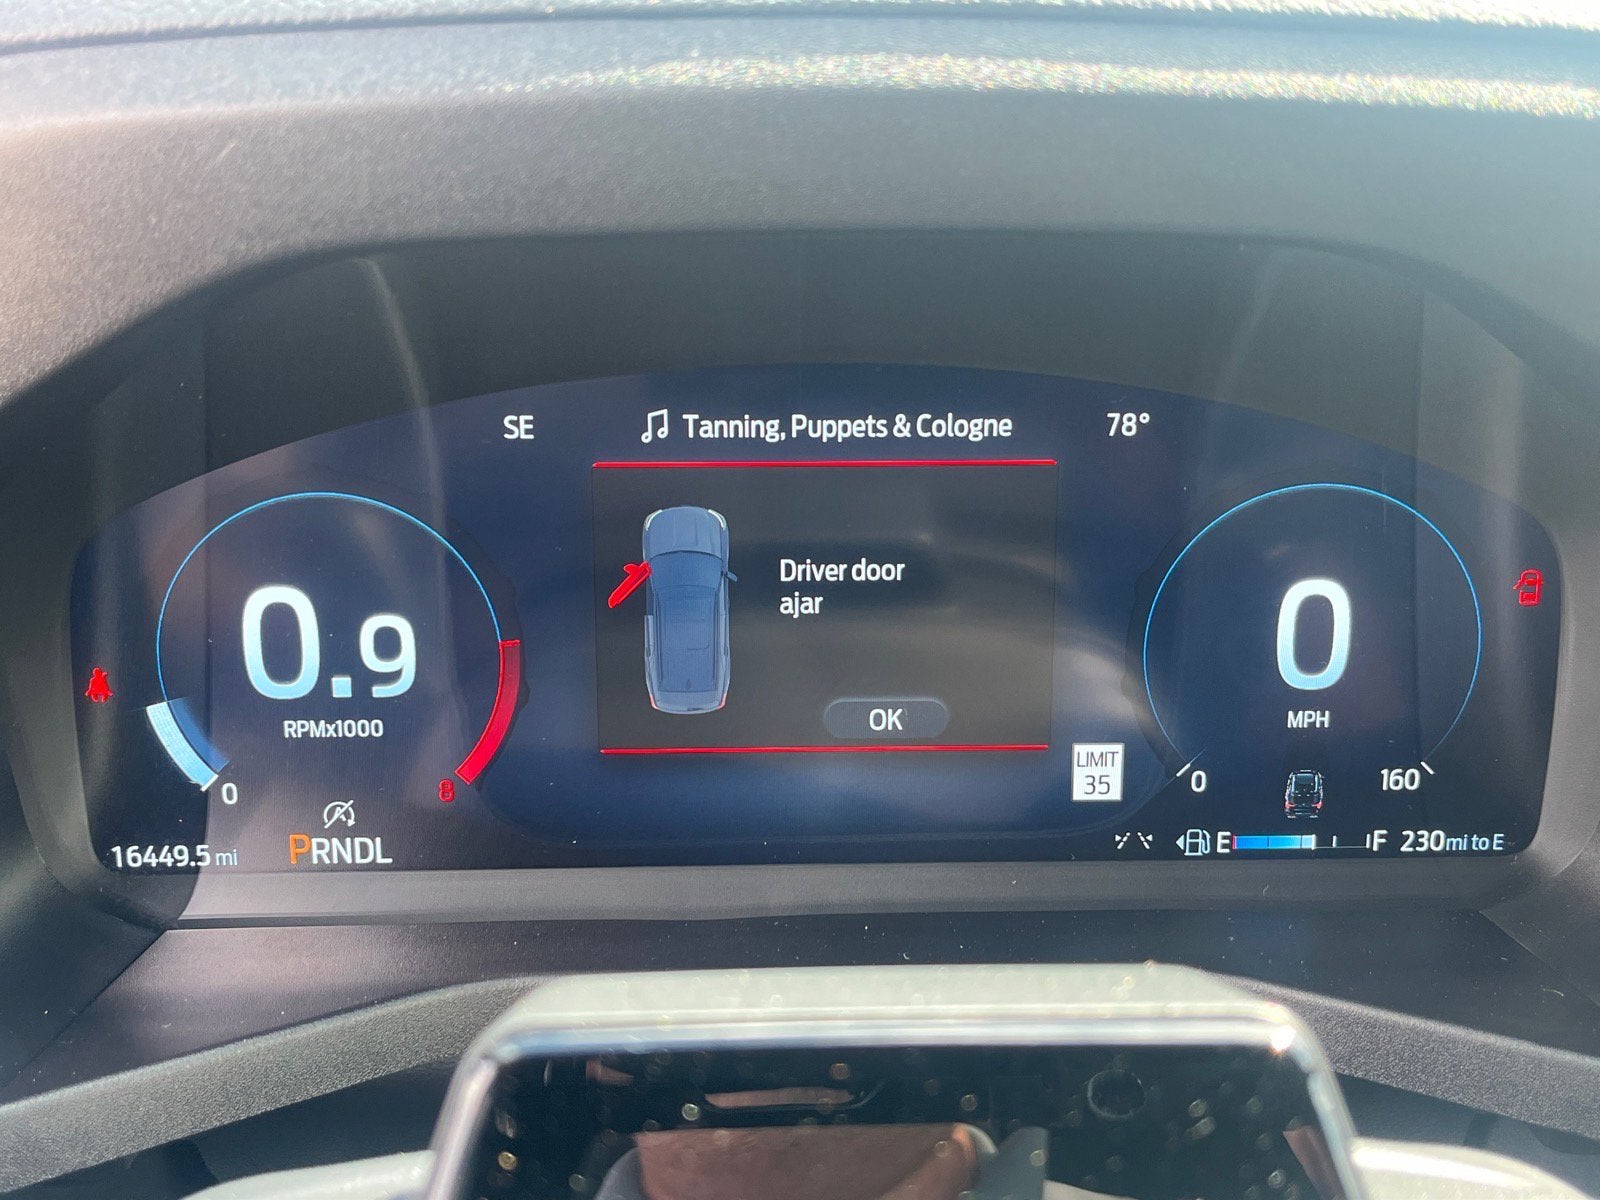 SE
Tanning, Puppets & Cologne
78°
Driver door
ajar
OK
0.9
RPMx1000
0
8
16449.5 mi
PRNDL
LIMIT
35
0
MPH
0
160
E
F
230 mi to E